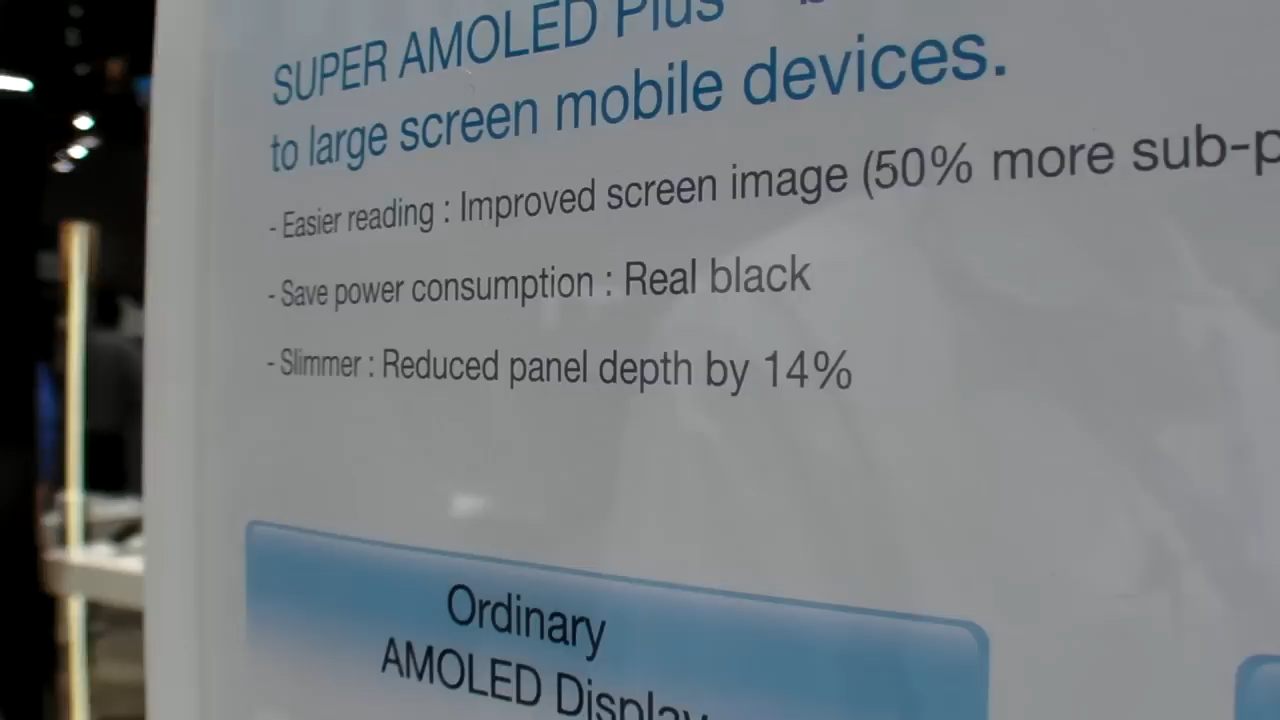 SUPER AMOLED Plus
to large screen mobile devices.
- Easier reading : Improved screen image (50% more sub-p
- Save power consumption : Real black
- Slimmer : Reduced panel depth by 14%
Ordinary
AMOLED Display